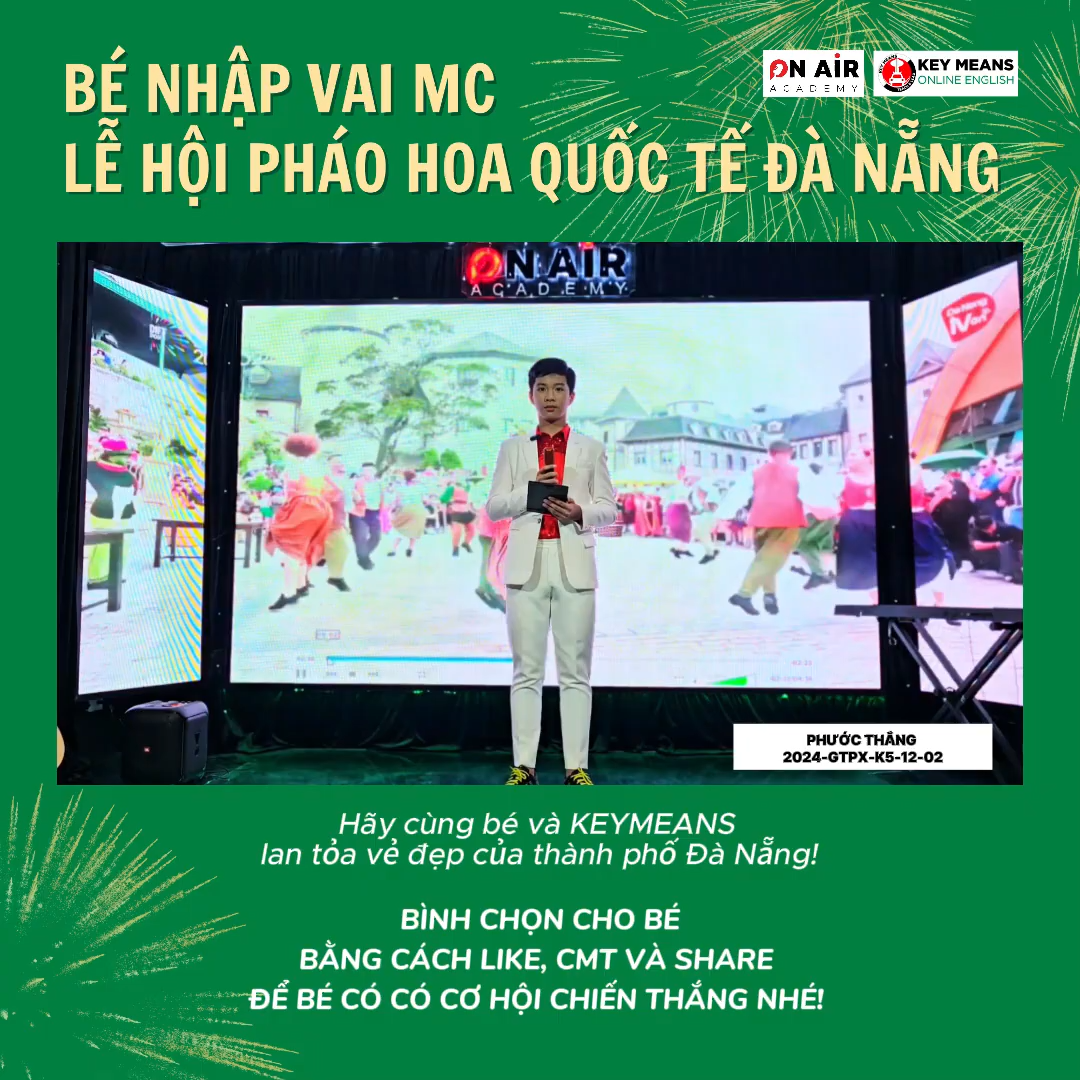 BÉ NHẬP VAI MC
LỄ HỘI PHÁO HOA QUỐC TẾ ĐÀ NẴNG
ON AIR
ACADEMY
KEY MEANS
ONLINE ENGLISH
ON AIR
ACADEMY
PHƯỚC THẮNG
2024-GTPX-K5-12-02
Hãy cùng bé và KEYMEANS
lan tỏa vẻ đẹp của thành phố Đà Nẵng!
BÌNH CHỌN CHO BÉ
BẰNG CÁCH LIKE, CMT VÀ SHARE
ĐỂ BÉ CÓ CÓ CƠ HỘI CHIẾN THẮNG NHÉ!